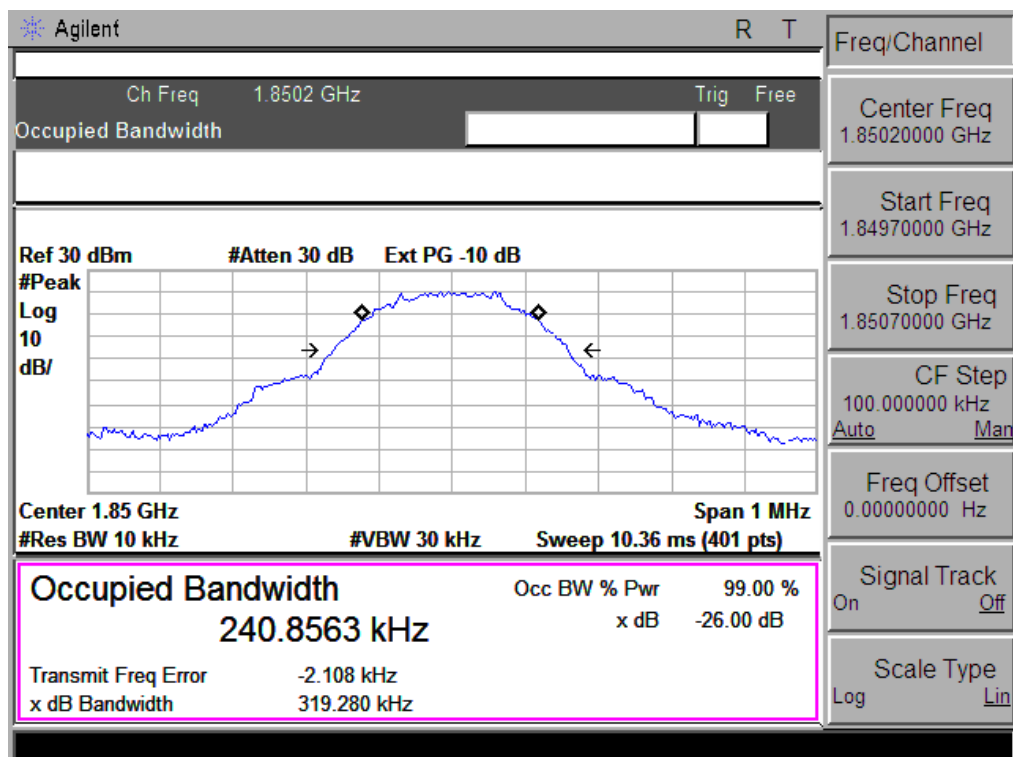 Agilent R T
Ch Freq 1.8502 GHz Trig Free
Occupied Bandwidth
Ref 30 dBm #Atten 30 dB Ext PG -10 dB
#Peak
Log
10
dB/
Center 1.85 GHz Span 1 MHz
#Res BW 10 kHz #VBW 30 kHz Sweep 10.36 ms (401 pts)
Occupied Bandwidth
240.8563 kHz
Occ BW % Pwr 99.00 %
x dB -26.00 dB
Transmit Freq Error -2.108 kHz
x dB Bandwidth 319.280 kHz
Freq/Channel
Center Freq
1.85020000 GHz
Start Freq
1.84970000 GHz
Stop Freq
1.85070000 GHz
CF Step
100.000000 kHz
Auto Man
Freq Offset
0.00000000 Hz
Signal Track
On Off
Scale Type
Log Lin